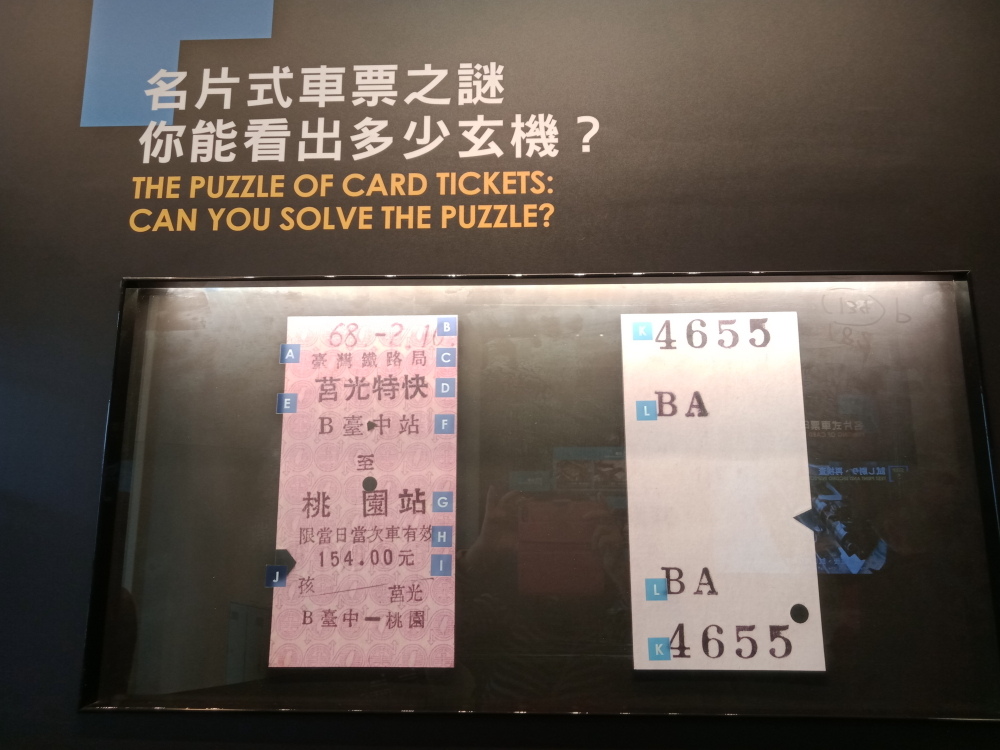 名片式車票之謎
你能看出多少玄機？
THE PUZZLE OF CARD TICKETS:
CAN YOU SOLVE THE PUZZLE?
68.-2.10.
B
A
臺灣鐵路局
C
莒光特快
D
E
B臺中站
F
至
桃園站
G
限當日當次車有效
H
154.00元
I
J
孩
莒光
B臺中－桃園
K
4655
L
BA
L
BA
K
4655